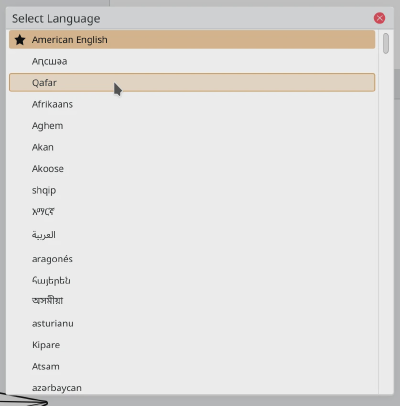 Select Language
American English
Аԥсшәа
Qafar
Afrikaans
Aghem
Akan
Akoose
shqip
አማርኛ
العربية
aragonés
հայերեն
অসমীয়া
asturianu
Kipare
Atsam
azərbaycan